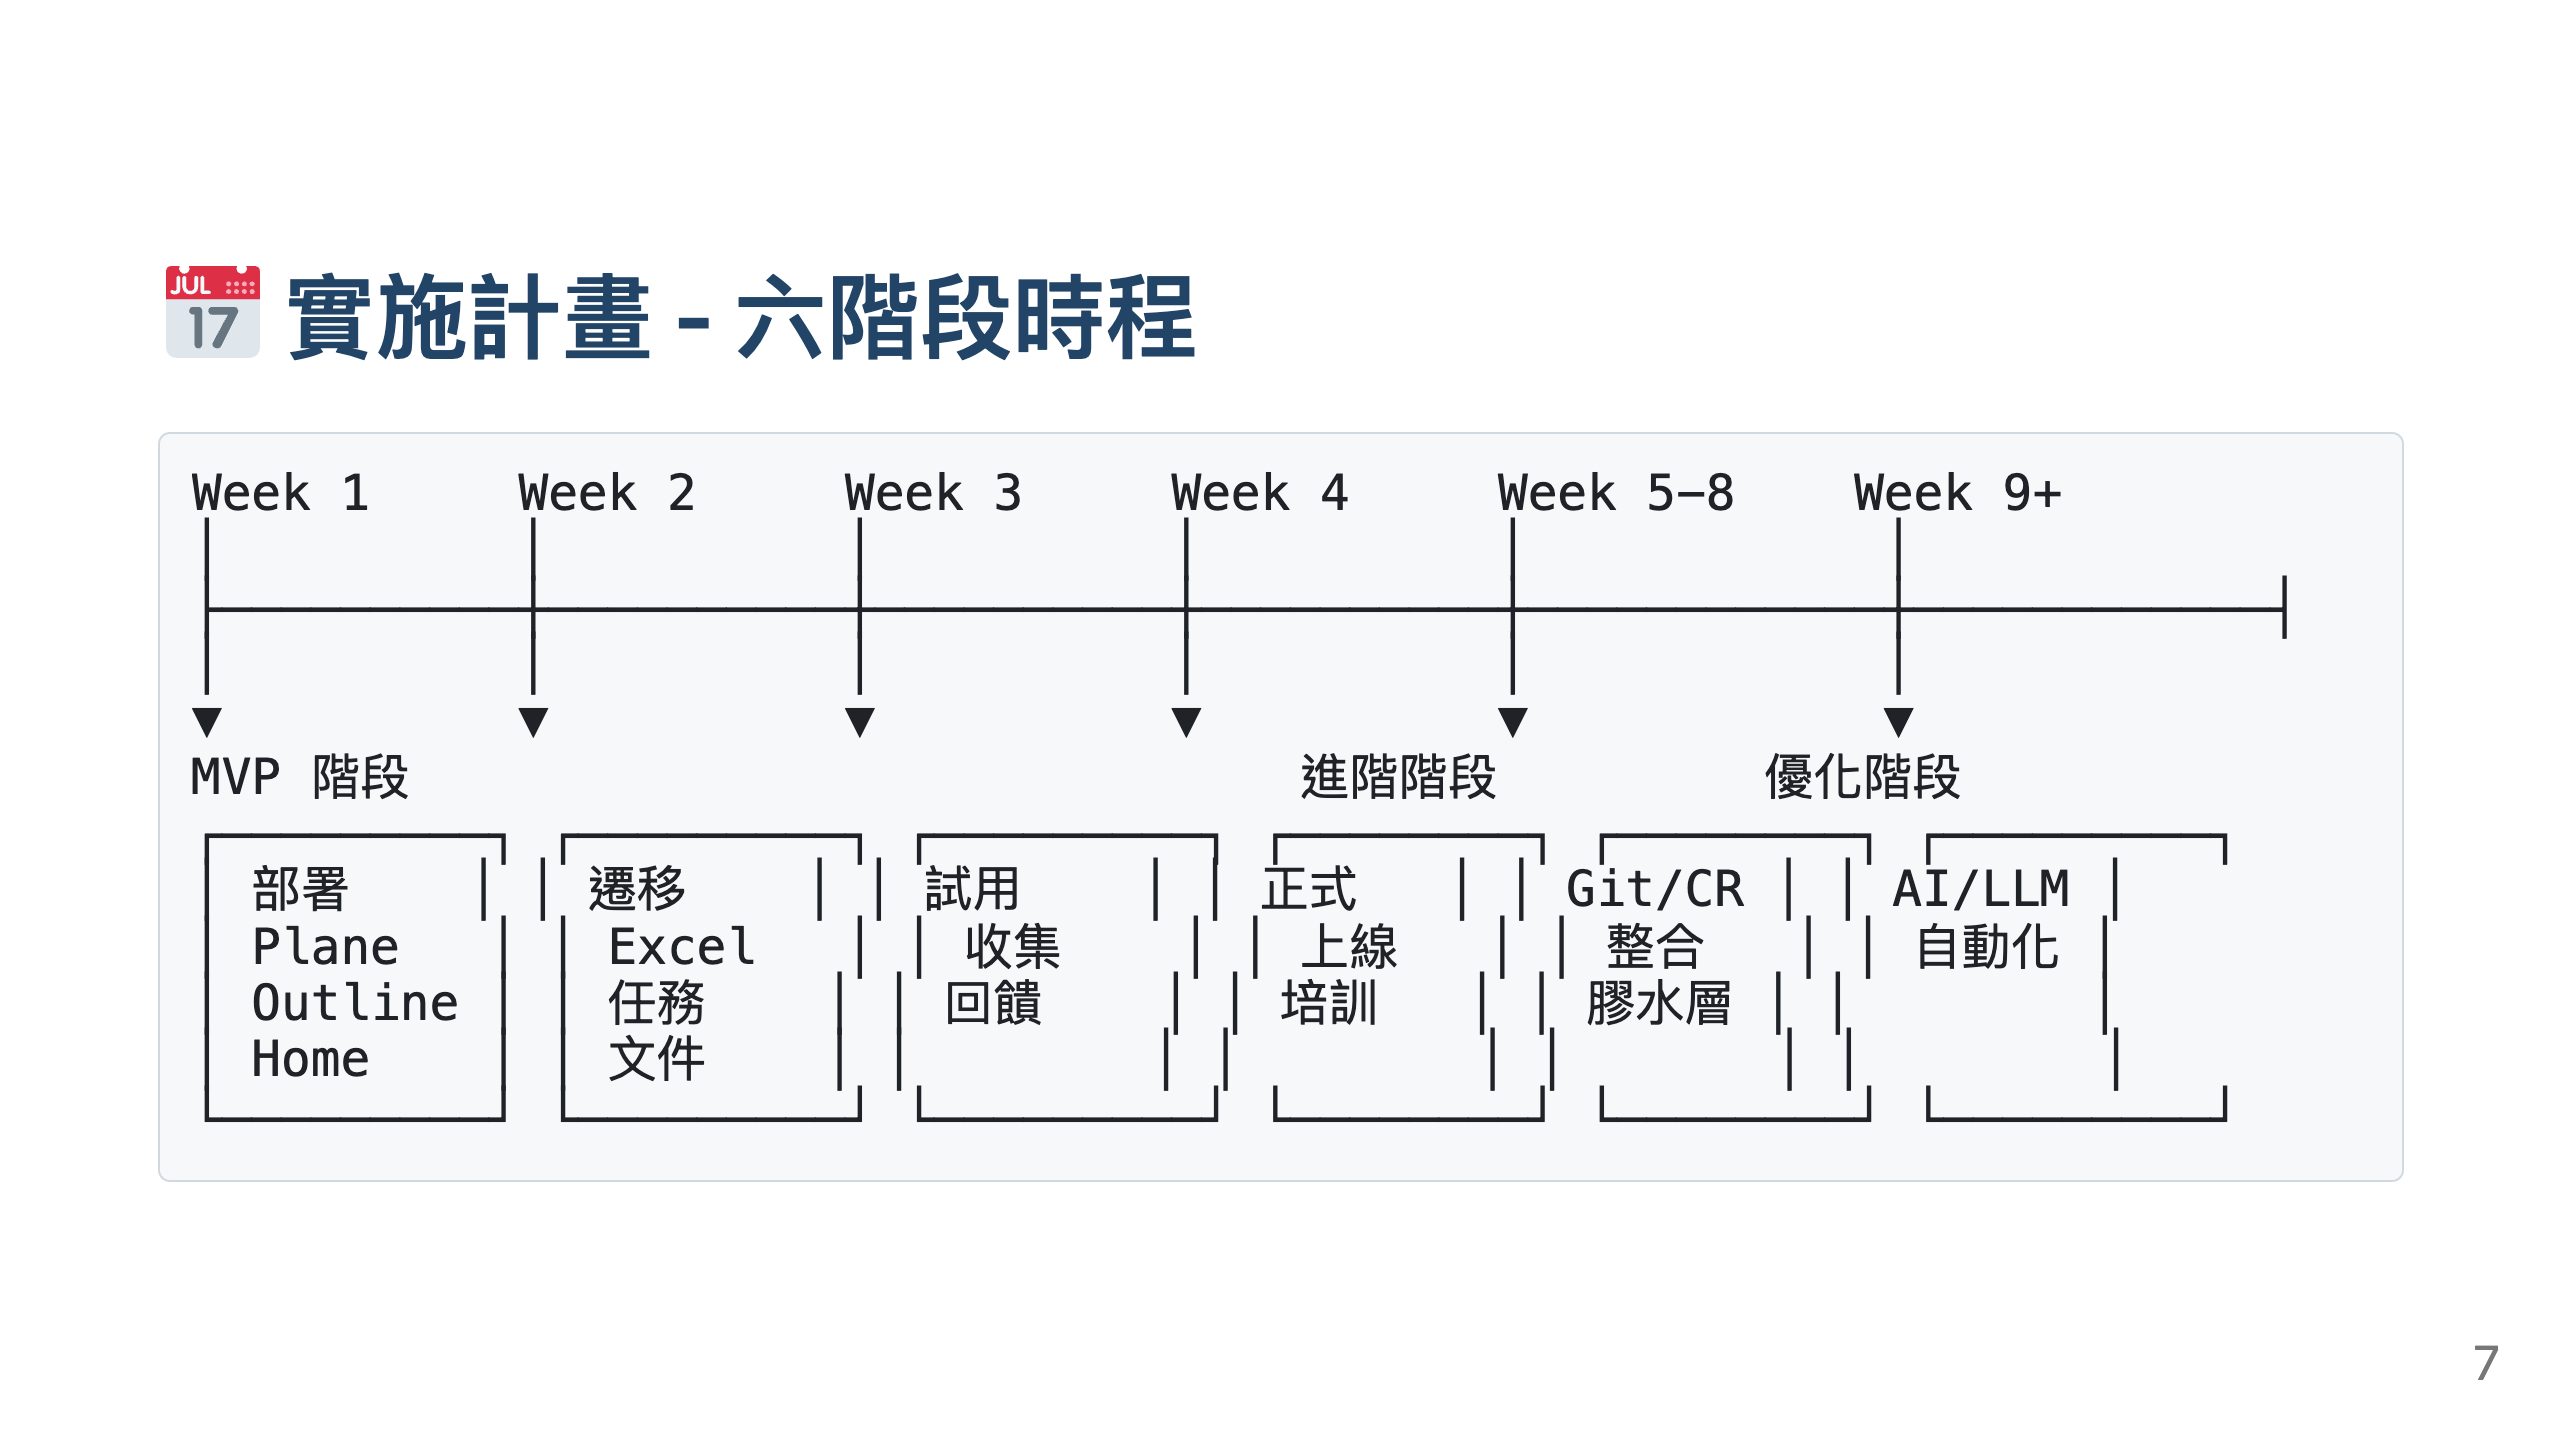 JUL 17 實施計畫 - 六階段時程
Week 1 Week 2 Week 3 Week 4 Week 5-8 Week 9+
MVP 階段 進階階段 優化階段
部署 遷移 試用 正式 Git/CR AI/LLM
Plane Excel 收集 上線 整合 自動化
Outline 任務 回饋 培訓 膠水層
Home 文件
7